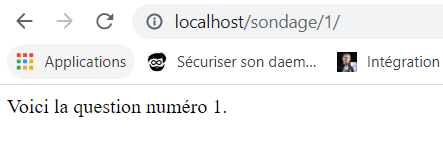 localhost/sondage/1/
Applications Sécuriser son daem... Intégration
Voici la question numéro 1.